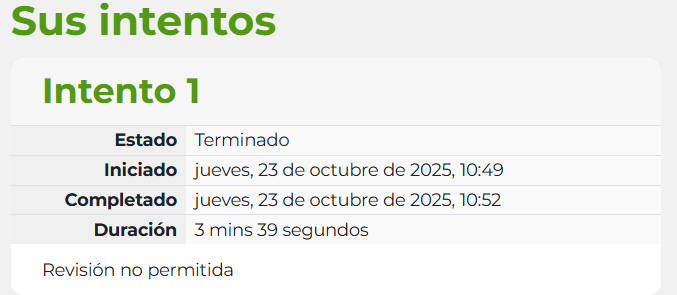 Sus intentos
Intento 1
Estado Terminado
Iniciado jueves, 23 de octubre de 2025, 10:49
Completado jueves, 23 de octubre de 2025, 10:52
Duración 3 mins 39 segundos
Revisión no permitida